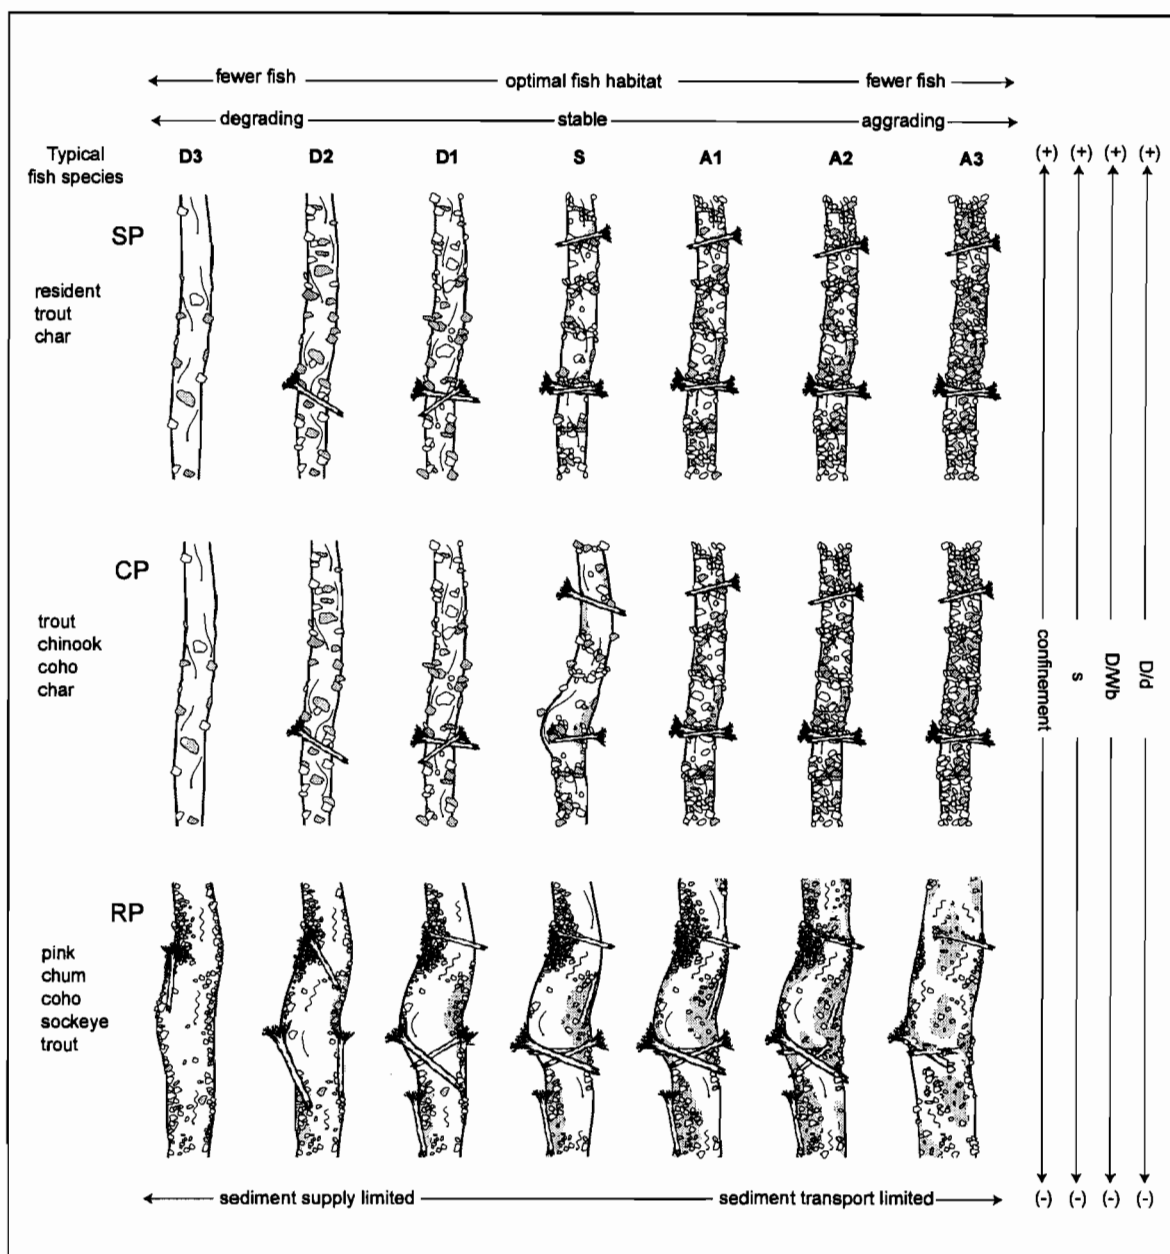 fewer fish optimal fish habitat fewer fish
degrading stable aggrading
Typical
fish species
D3 D2 D1 S A1 A2 A3 (+) (+) (+) (+)
SP
resident
trout
char
CP
trout
chinook
coho
char
confinement s D/Wb D/d
RP
pink
chum
coho
sockeye
trout
sediment supply limited sediment transport limited (-) (-) (-) (-)